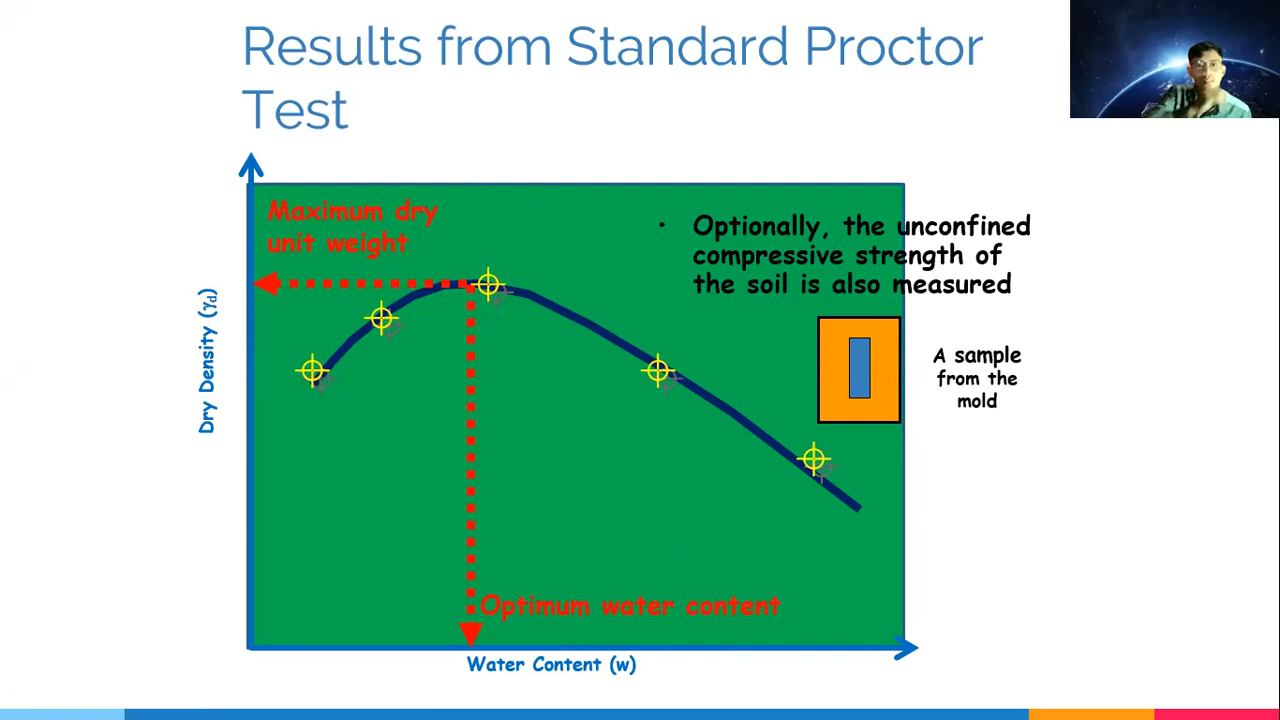 Results from Standard Proctor
Test
Maximum dry
unit weight
• Optionally, the unconfined
compressive strength of
the soil is also measured
A sample
from the
mold
Dry Density (γd)
Optimum water content
Water Content (w)